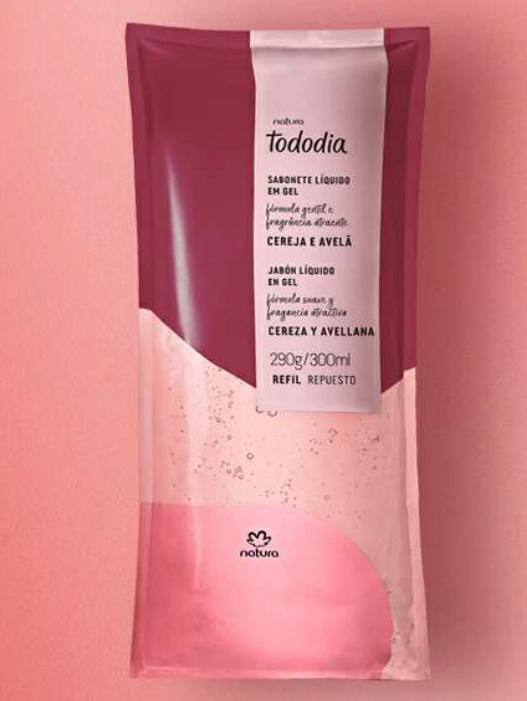 natura
Tododia
SABONETE LÍQUIDO
EM GEL
fórmula gentil e
fragrância atraente
CEREJA E AVELÃ
JABÓN LÍQUIDO
EN GEL
fórmula suave y
fragancia atractiva
CEREZA Y AVELLANA
290g/300ml
REFIL REPUESTO
natura